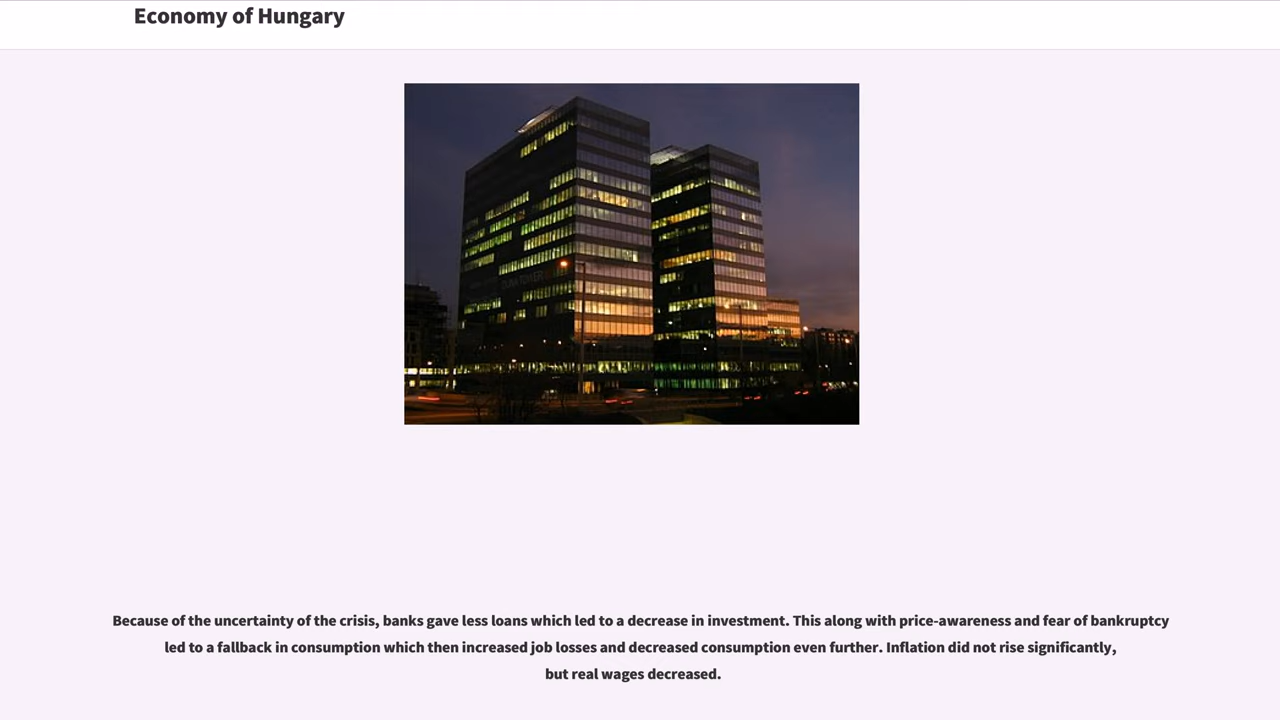 Economy of Hungary
Because of the uncertainty of the crisis, banks gave less loans which led to a decrease in investment. This along with price-awareness and fear of bankruptcy
led to a fallback in consumption which then increased job losses and decreased consumption even further. Inflation did not rise significantly,
but real wages decreased.